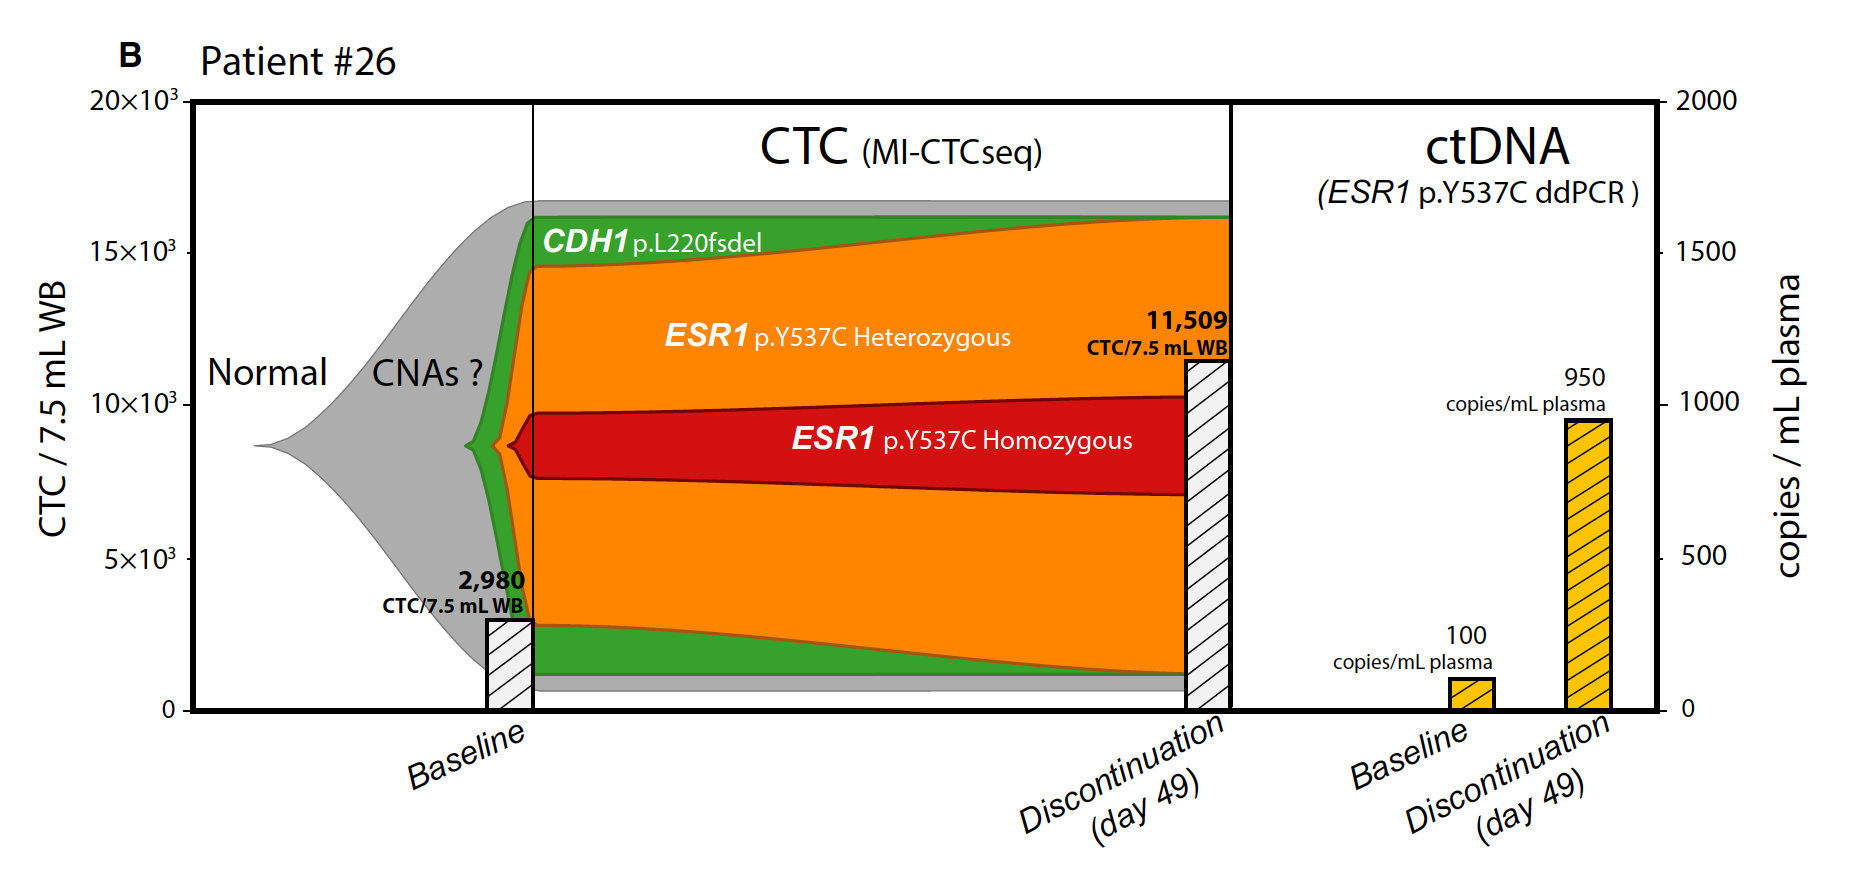 B
Patient #26
20×10³
15×10³
10×10³
5×10³
0
CTC / 7.5 mL WB
CTC (MI-CTCseq)
Normal
CNAs ?
CDH1 p.L220fsdel
ESR1 p.Y537C Heterozygous
ESR1 p.Y537C Homozygous
2,980
CTC/7.5 mL WB
11,509
CTC/7.5 mL WB
Baseline
Discontinuation
(day 49)
ctDNA
(ESR1 p.Y537C ddPCR )
950
copies/mL plasma
100
copies/mL plasma
Baseline
Discontinuation
(day 49)
2000
1500
1000
500
0
copies / mL plasma